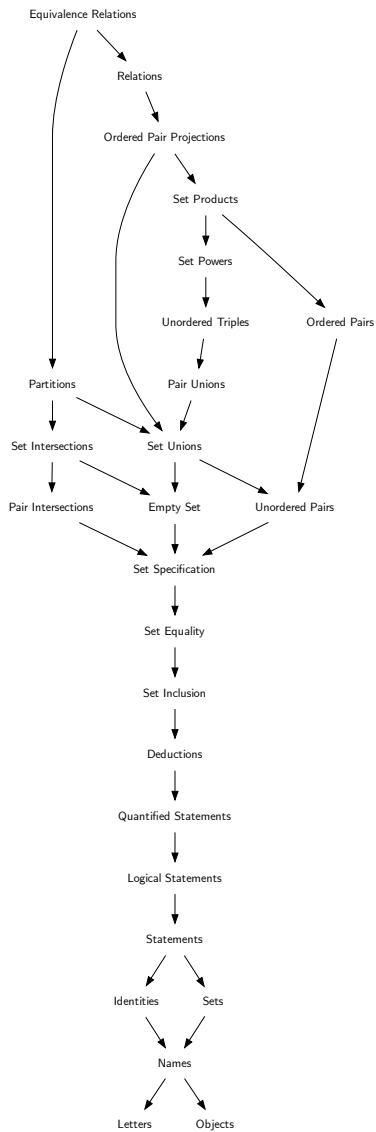 Equivalence Relations
Relations
Ordered Pair Projections
Set Products
Set Powers
Unordered Triples
Ordered Pairs
Partitions
Pair Unions
Set Intersections
Set Unions
Pair Intersections
Empty Set
Unordered Pairs
Set Specification
Set Equality
Set Inclusion
Deductions
Quantified Statements
Logical Statements
Statements
Identities
Sets
Names
Letters
Objects